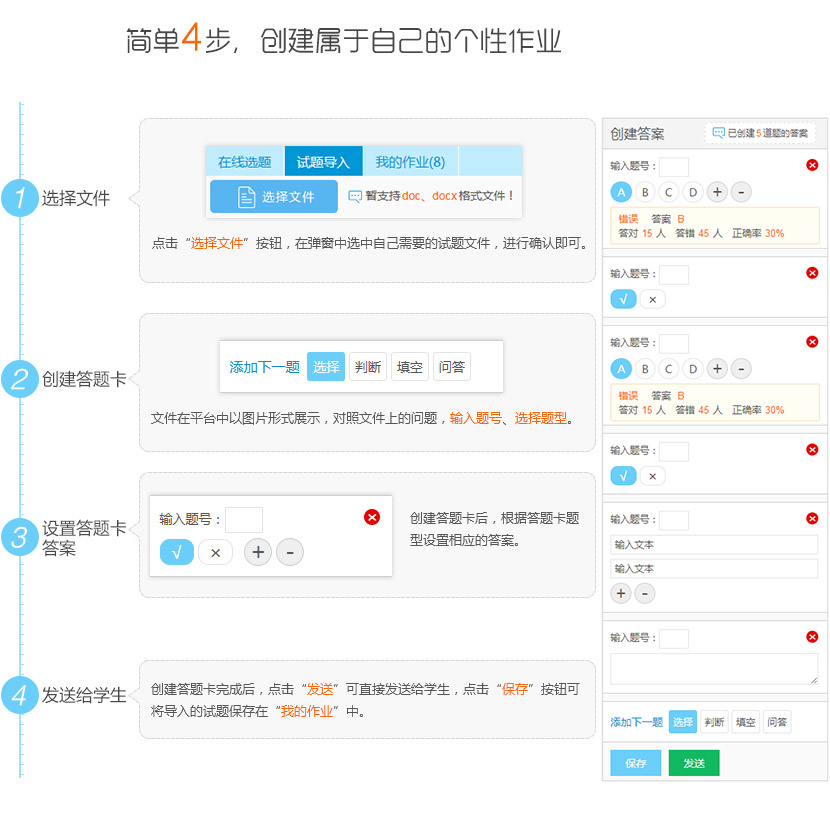 简单4步，创建属于自己的个性作业
1
选择文件
在线选题
试题导入
我的作业(8)
选择文件
暂支持doc、docx格式文件！
点击“选择文件”按钮，在弹窗中选中自己需要的试题文件，进行确认即可。
2
创建答题卡
添加下一题 选择 判断 填空 问答
文件在平台中以图片形式展示，对照文件上的问题，输入题号、选择题型。
3
设置答题卡
答案
输入题号：
√ × + -
创建答题卡后，根据答题卡题
型设置相应的答案。
4
发送给学生
创建答题卡完成后，点击“发送”可直接发送给学生，点击“保存”按钮可
将导入的试题保存在“我的作业”中。
创建答案
已创建5道题的答案
输入题号：
A B C D + -
错误 答案 B
答对 15 人 答错 45 人 正确率 30%
输入题号：
√ ×
输入题号：
A B C D + -
错误 答案 B
答对 15 人 答错 45 人 正确率 30%
输入题号：
√ ×
输入题号：
输入文本
输入文本
+ -
输入题号：
添加下一题 选择 判断 填空 问答
保存 发送